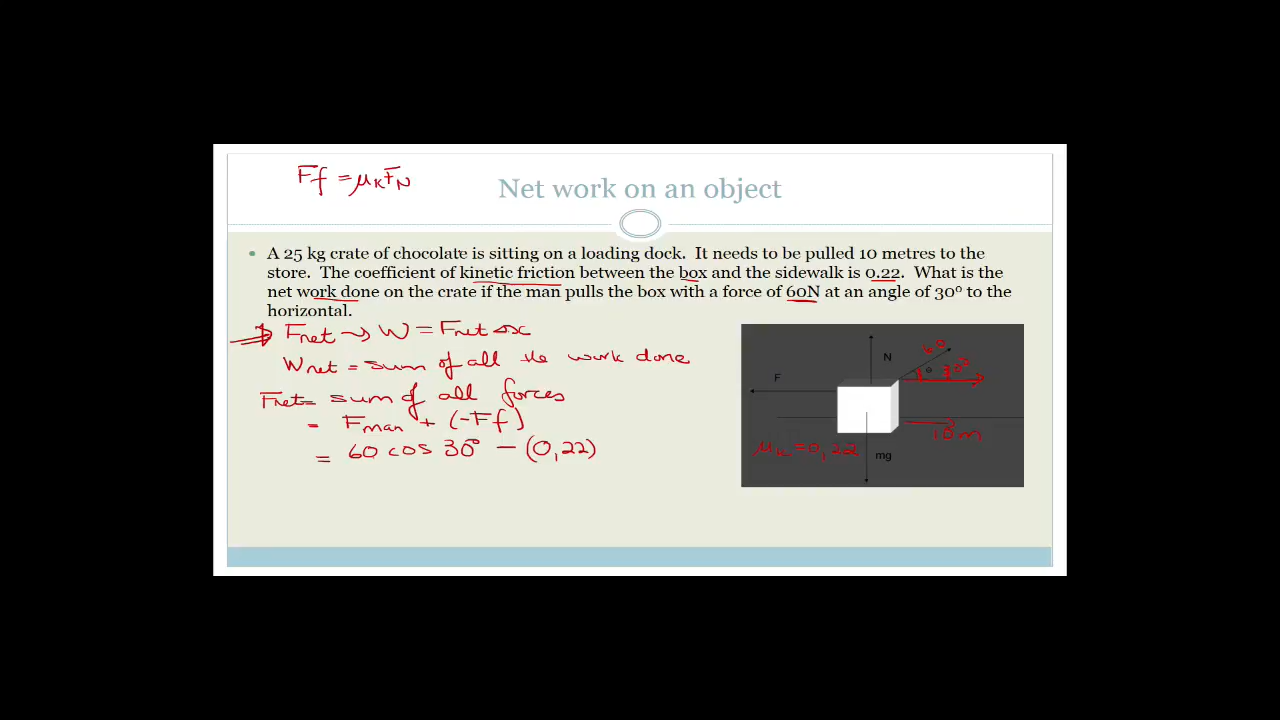 Ff = μKFN
Net work on an object
• A 25 kg crate of chocolate is sitting on a loading dock. It needs to be pulled 10 metres to the
store. The coefficient of kinetic friction between the box and the sidewalk is 0.22. What is the
net work done on the crate if the man pulls the box with a force of 60N at an angle of 30° to the
horizontal.
⇒ Fnet → W = Fnet Δx
Wnet = sum of all the work done
Fnet = sum of all forces
= Fman + (-Ff)
= 60 cos 30° - (0,22)
N
60
F
θ
30°
10m
μK = 0,22
mg